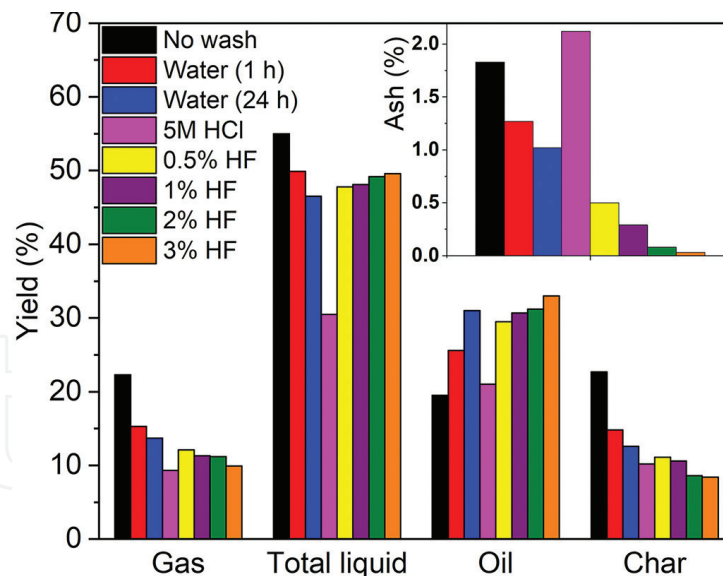 70
60
50
40
30
20
10
0
Yield (%)
No wash
Water (1 h)
Water (24 h)
5M HCl
0.5% HF
1% HF
2% HF
3% HF
2.0
1.5
1.0
0.5
0.0
Ash (%)
Gas
Total liquid
Oil
Char